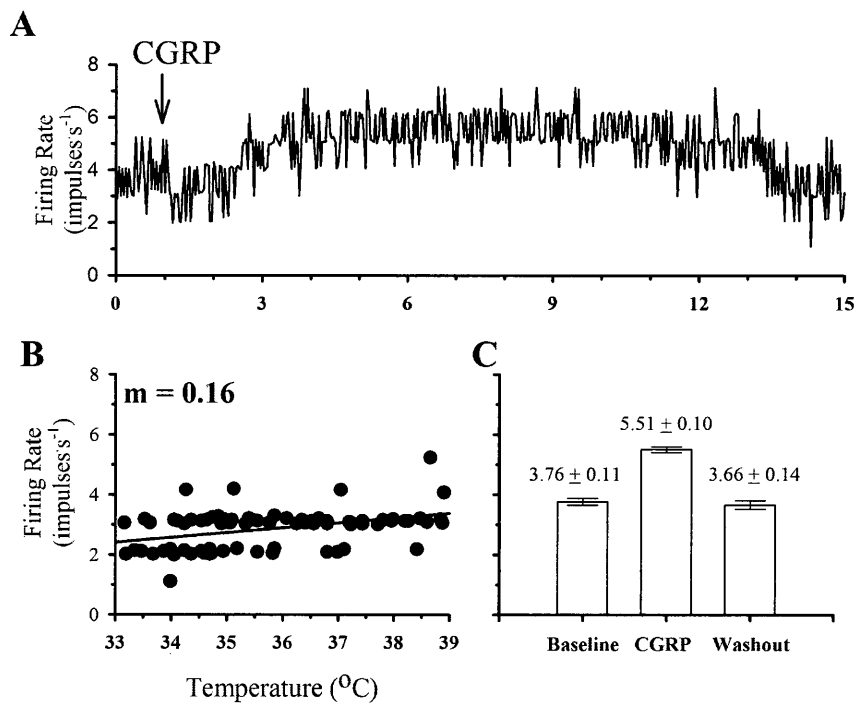 A
CGRP
Firing Rate
(impulses·s-1)
8
6
4
2
0
0 3 6 9 12 15
B
m = 0.16
Firing Rate
(impulses·s-1)
8
6
4
2
0
33 34 35 36 37 38 39
Temperature (oC)
C
5.51 ± 0.10
3.76 ± 0.11
3.66 ± 0.14
Baseline CGRP Washout